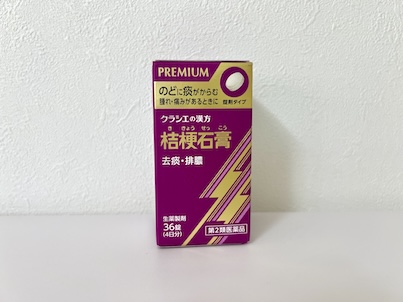 PREMIUM
のどに痰がからむ
腫れ・痛みがあるときに
錠剤タイプ
クラシエの漢方
き きょう せっ こう
桔梗石膏
去痰・排膿
生薬製剤
36錠
(4日分)
第2類医薬品